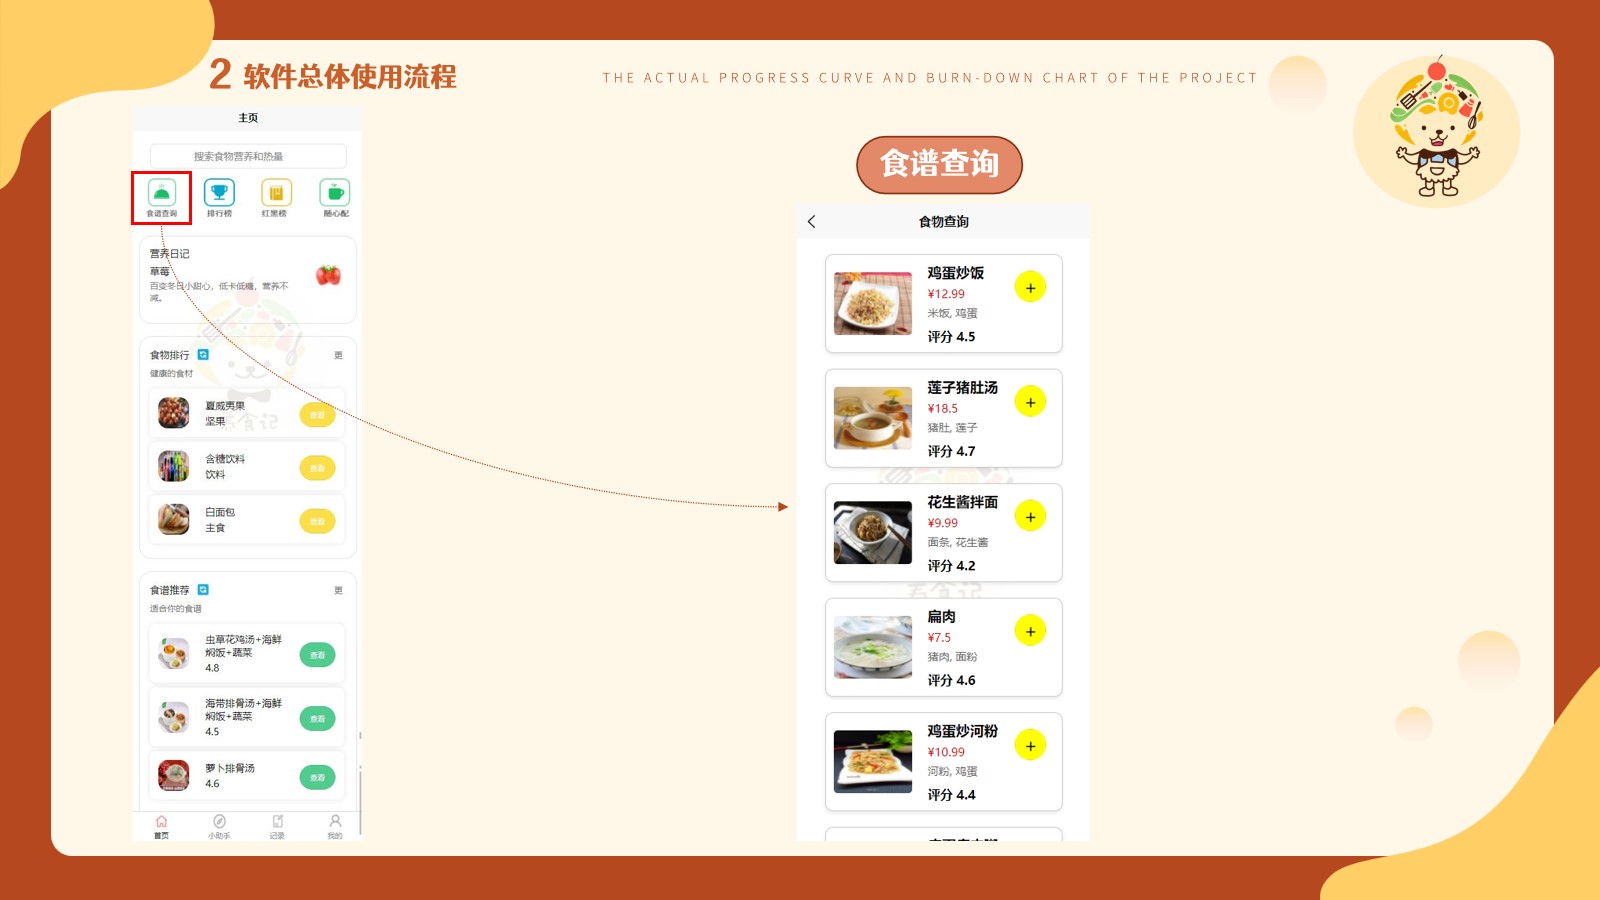 2 软件总体使用流程
THE ACTUAL PROGRESS CURVE AND BURN-DOWN CHART OF THE PROJECT
主页
搜索食物营养和热量
食谱查询
排行榜
红黑榜
随心配
营养日记
草莓
百变冬日小甜心，低卡低糖，营养不
减。
食物排行
更
健康的食材
夏威夷果
坚果
查看
含糖饮料
饮料
查看
白面包
主食
查看
食谱推荐
更
适合你的食谱
虫草花鸡汤+海鲜
焖饭+蔬菜
4.8
查看
海带排骨汤+海鲜
焖饭+蔬菜
4.5
查看
萝卜排骨汤
4.6
查看
首页
小助手
记录
我的
食谱查询
食物查询
鸡蛋炒饭
¥12.99
米饭, 鸡蛋
评分 4.5
+
莲子猪肚汤
¥18.5
猪肚, 莲子
评分 4.7
+
花生酱拌面
¥9.99
面条, 花生酱
评分 4.2
+
扁肉
¥7.5
猪肉, 面粉
评分 4.6
+
鸡蛋炒河粉
¥10.99
河粉, 鸡蛋
评分 4.4
+